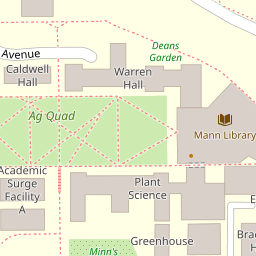 Deans
Garden
Avenue
Caldwell
Hall
Warren
Hall
Ag Quad
Mann Library
Academic
Surge
Facility
A
Plant
Science
Greenhouse
Minn's